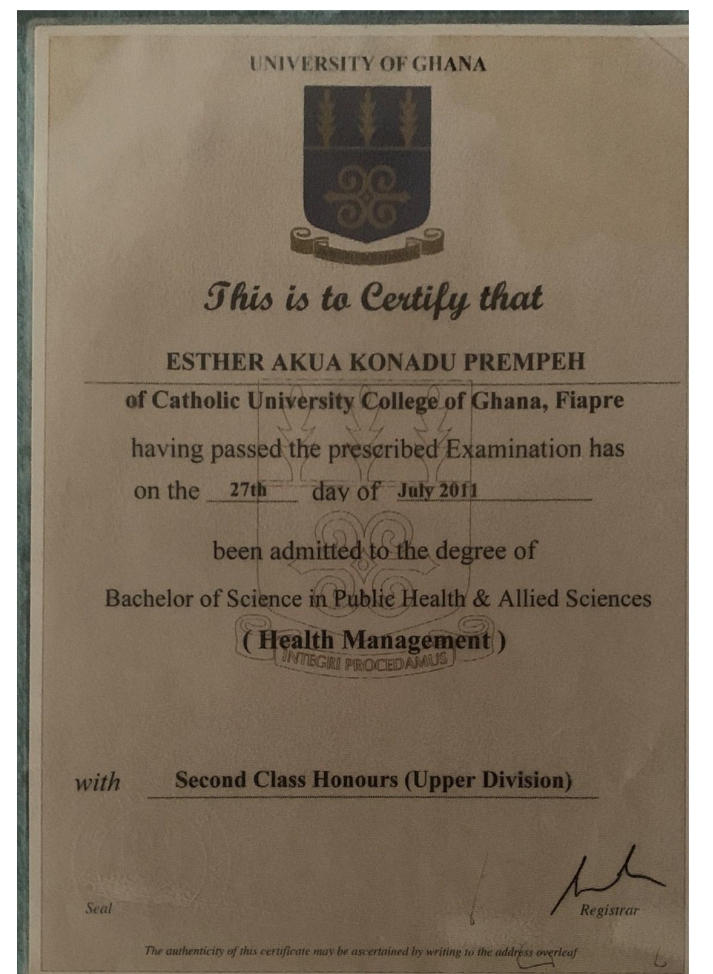 UNIVERSITY OF GHANA
This is to Certify that
ESTHER AKUA KONADU PREMPEH
of Catholic University College of Ghana, Fiapre
having passed the prescribed Examination has
on the 27th day of July 2011
been admitted to the degree of
Bachelor of Science in Public Health & Allied Sciences
( Health Management )
INTEGRI PROCEDAMUS
with Second Class Honours (Upper Division)
Seal
Registrar
The authenticity of this certificate may be ascertained by writing to the address overleaf